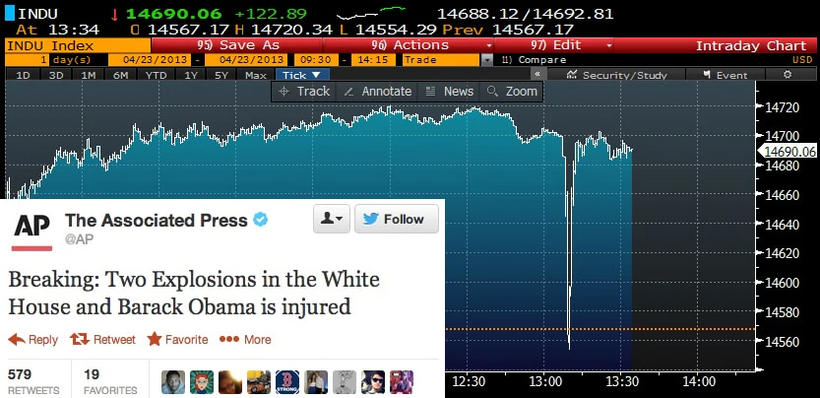 INDU ↓ 14690.06 +122.89 14688.12/14692.81
At 13:34 O 14567.17 H 14720.34 L 14554.29 Prev 14567.17
INDU Index 95) Save As 96) Actions 97) Edit Intraday Chart
1 day(s) 04/23/2013 - 04/23/2013 09:30 - 14:15 Trade 11) Compare USD
1D 3D 1M 6M YTD 1Y 5Y Max Tick ▼ « Security/Study Event
Track Annotate News Zoom
14720
14700
14690.06
14680
14660
14640
14620
14600
14580
14560
12:30 13:00 13:30 14:00
AP The Associated Press
@AP
Follow
Breaking: Two Explosions in the White
House and Barack Obama is injured
Reply Retweet Favorite ••• More
579 19
RETWEETS FAVORITES
B
STRONG